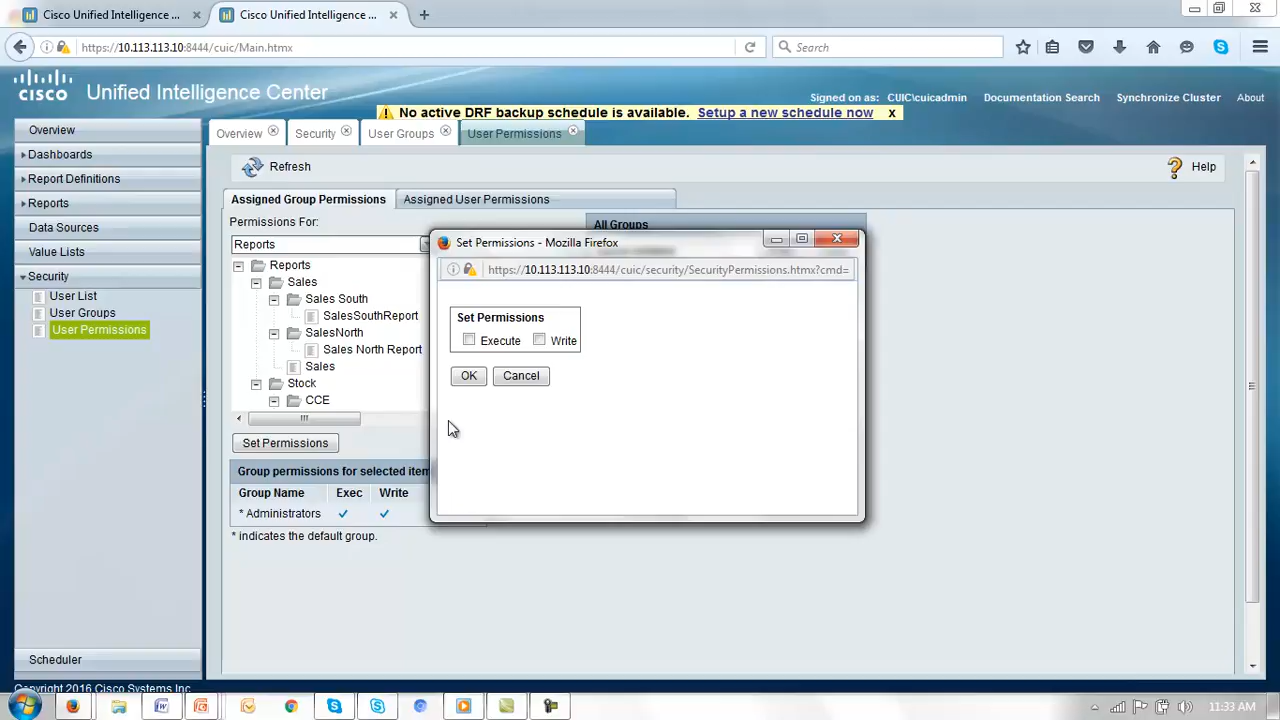 Cisco Unified Intelligence ... ×
Cisco Unified Intelligence ... ×
https://10.113.113.10:8444/cuic/Main.htmx
Search
CISCO
Unified Intelligence Center
No active DRF backup schedule is available. Setup a new schedule now x
Signed on as: CUIC\cuicadmin
Documentation Search
Synchronize Cluster
About
Overview
Dashboards
Report Definitions
Reports
Data Sources
Value Lists
Security
User List
User Groups
User Permissions
Scheduler
Copyright 2016 Cisco Systems Inc
Overview
Security
User Groups
User Permissions
Refresh
Help
Assigned Group Permissions
Assigned User Permissions
Permissions For:
All Groups
Reports
Reports
Sales
Sales South
SalesSouthReport
SalesNorth
Sales North Report
Sales
Stock
CCE
Set Permissions
Group permissions for selected item
Group Name Exec Write
* Administrators
* indicates the default group.
Set Permissions - Mozilla Firefox
https://10.113.113.10:8444/cuic/security/SecurityPermissions.htmx?cmd=
Set Permissions
Execute Write
OK Cancel
11:33 AM